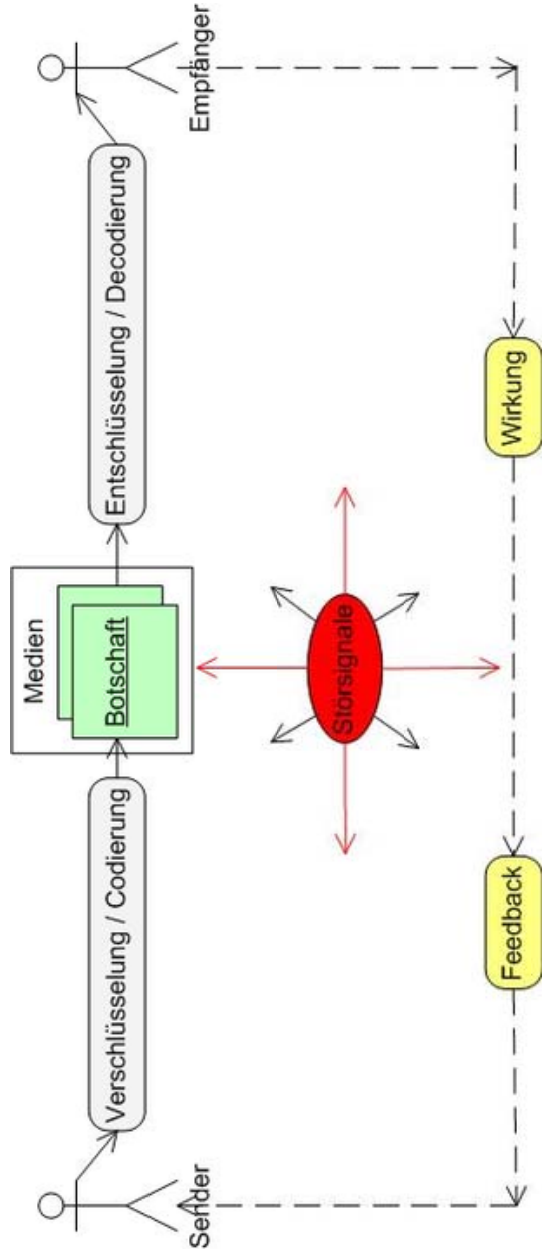 Medien
Sender
Verschlüsselung / Codierung
Botschaft
Entschlüsselung / Decodierung
Empfänger
Störsignale
Feedback
Wirkung